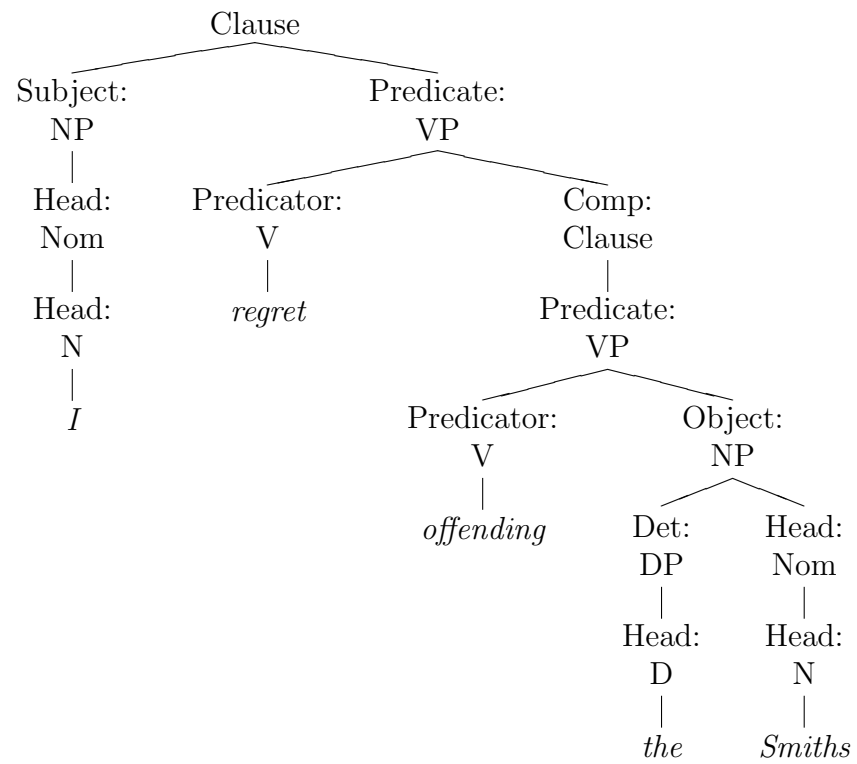 Clause
Subject: Predicate:
NP VP
Head: Predicator: Comp:
Nom V Clause
Head: regret Predicate:
N VP
I Predicator: Object:
V NP
offending Det: Head:
DP Nom
Head: Head:
D N
the Smiths